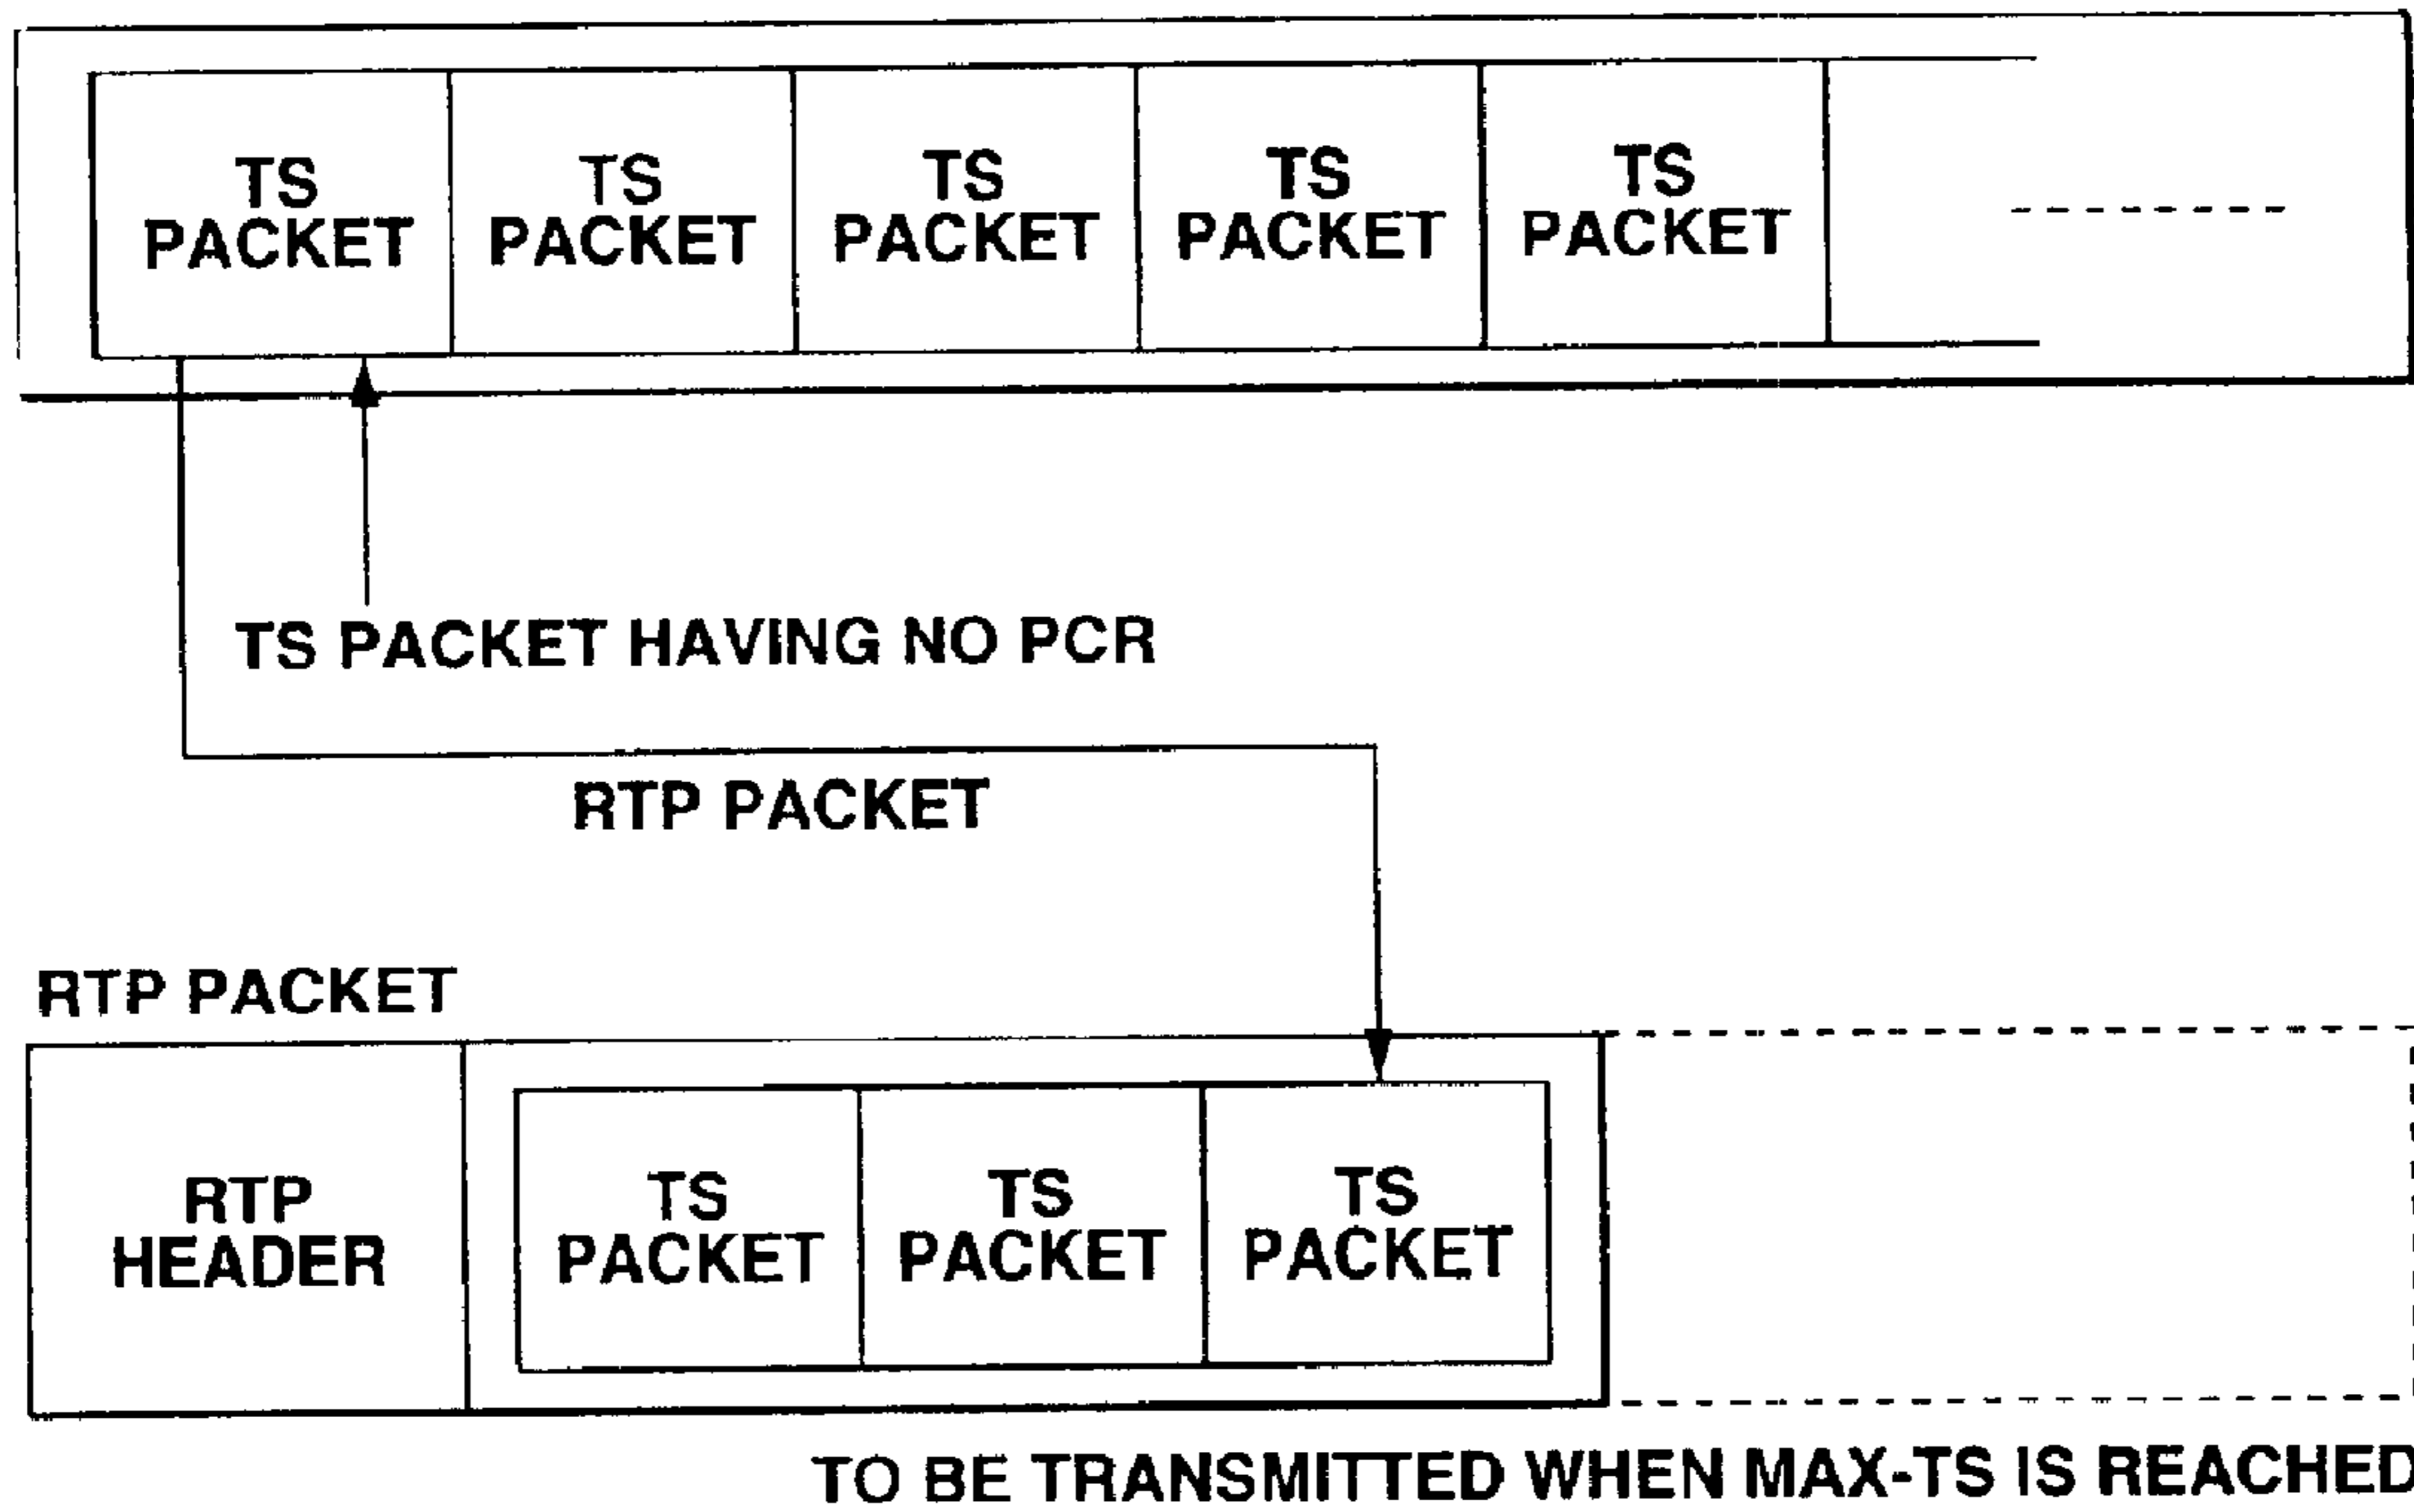 TS
PACKET
TS
PACKET
TS
PACKET
TS
PACKET
TS
PACKET
TS PACKET HAVING NO PCR
RTP PACKET
RTP PACKET
RTP
HEADER
TS
PACKET
TS
PACKET
TS
PACKET
TO BE TRANSMITTED WHEN MAX-TS IS REACHED